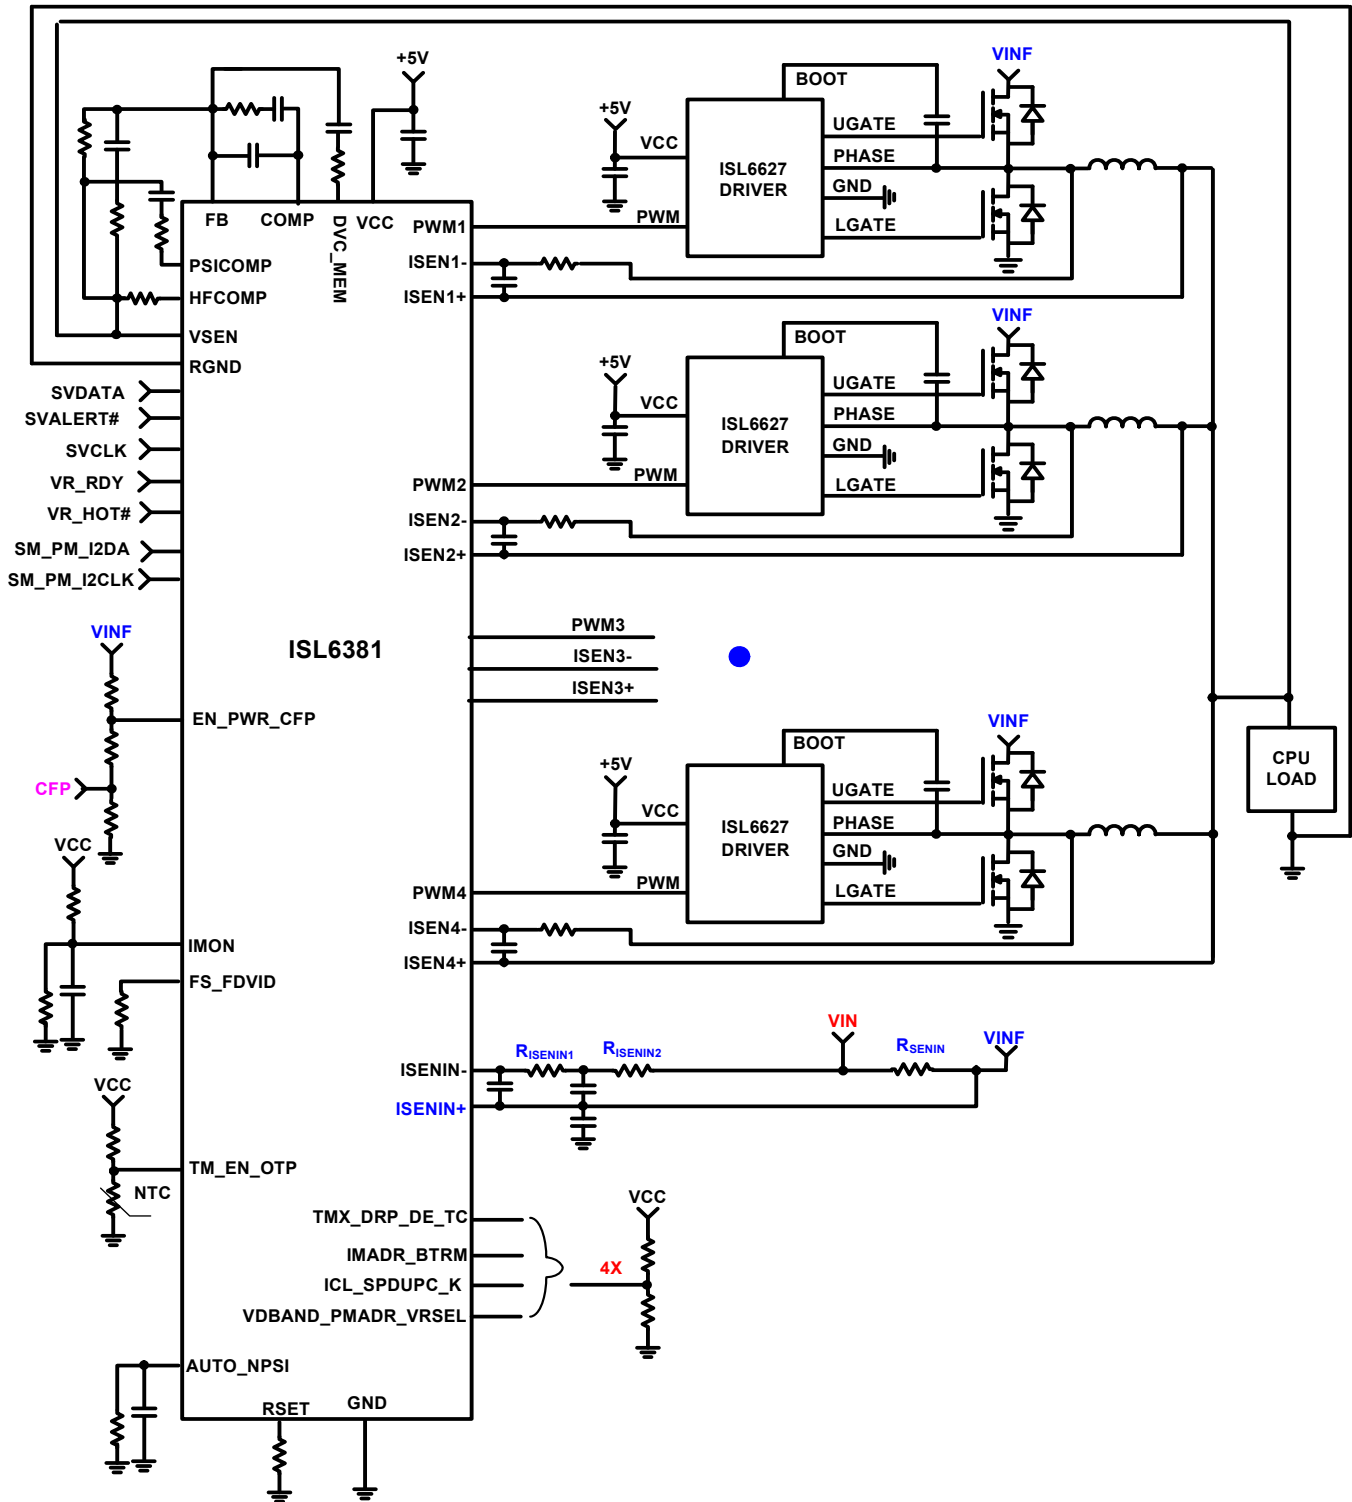 +5V
FB
COMP
DVC_MEM
VCC
PSICOMP
HFCOMP
VSEN
RGND
SVDATA
SVALERT#
SVCLK
VR_RDY
VR_HOT#
SM_PM_I2DA
SM_PM_I2CLK
VINF
EN_PWR_CFP
CFP
VCC
IMON
FS_FDVID
VCC
TM_EN_OTP
NTC
AUTO_NPSI
RSET
GND
ISL6381
PWM1
ISEN1-
ISEN1+
PWM2
ISEN2-
ISEN2+
PWM3
ISEN3-
ISEN3+
PWM4
ISEN4-
ISEN4+
ISENIN-
ISENIN+
TMX_DRP_DE_TC
IMADR_BTRM
ICL_SPDUPC_K
VDBAND_PMADR_VRSEL
+5V
VCC
PWM
BOOT
ISL6627
DRIVER
UGATE
PHASE
GND
LGATE
VINF
+5V
VCC
PWM
BOOT
ISL6627
DRIVER
UGATE
PHASE
GND
LGATE
VINF
+5V
VCC
PWM
BOOT
ISL6627
DRIVER
UGATE
PHASE
GND
LGATE
VINF
CPU
LOAD
RISENIN1
RISENIN2
VIN
RSENIN
VINF
4X
VCC